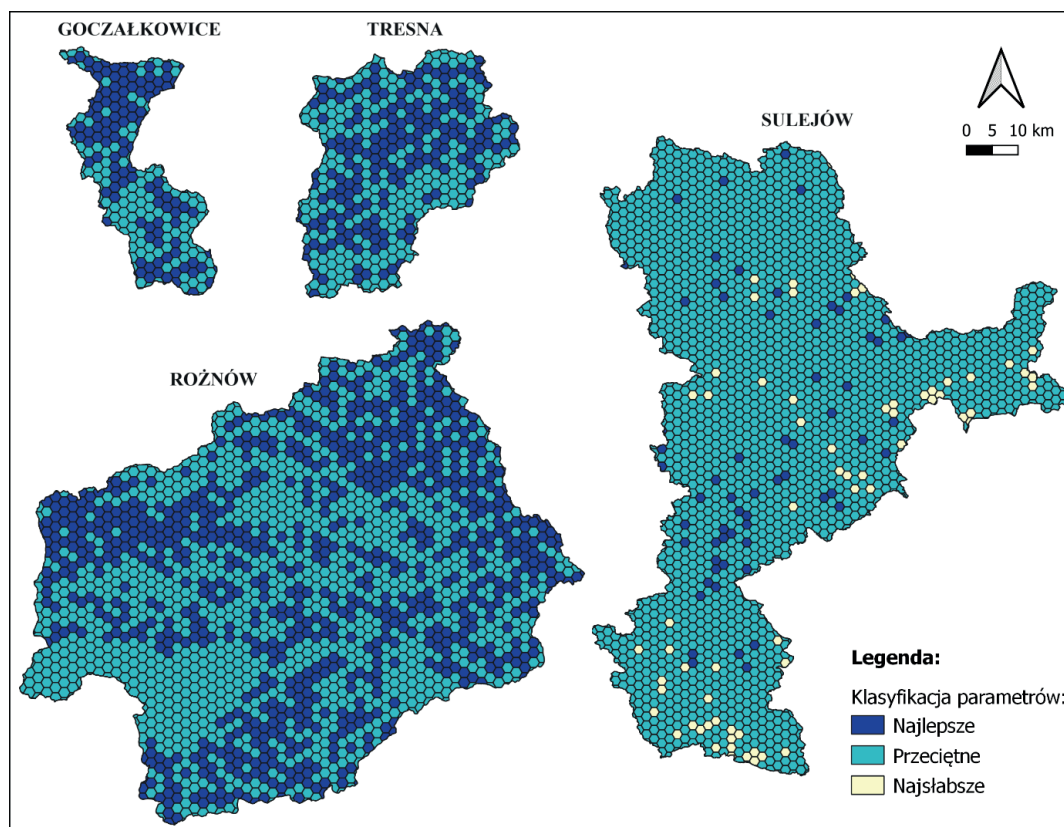 GOCZAŁKOWICE
TRESNA
SULEJÓW
0 5 10 km
ROŻNÓW
Legenda:
Klasyfikacja parametrów:
Najlepsze
Przeciętne
Najsłabsze